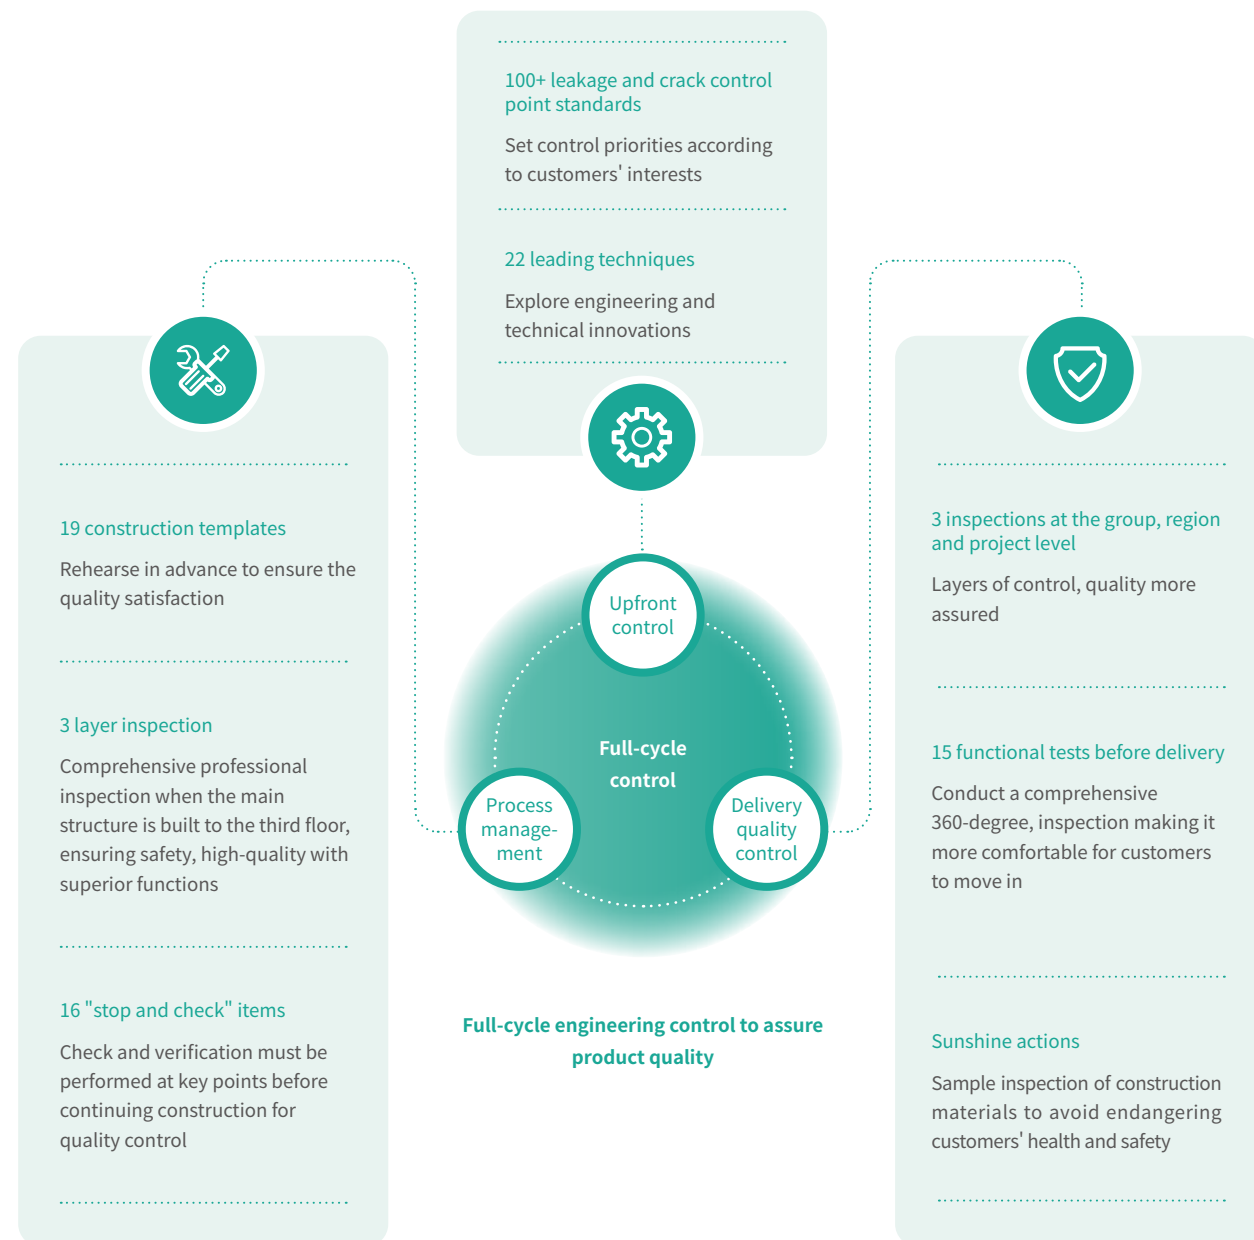 100+ leakage and crack control
point standards
Set control priorities according
to customers' interests
22 leading techniques
Explore engineering and
technical innovations
19 construction templates
Rehearse in advance to ensure the
quality satisfaction
3 layer inspection
Comprehensive professional
inspection when the main
structure is built to the third floor,
ensuring safety, high-quality with
superior functions
16 "stop and check" items
Check and verification must be
performed at key points before
continuing construction for
quality control
Upfront
control
Full-cycle
control
Process
manage-
ment
Delivery
quality
control
Full-cycle engineering control to assure
product quality
3 inspections at the group, region
and project level
Layers of control, quality more
assured
15 functional tests before delivery
Conduct a comprehensive
360-degree, inspection making it
more comfortable for customers
to move in
Sunshine actions
Sample inspection of construction
materials to avoid endangering
customers' health and safety